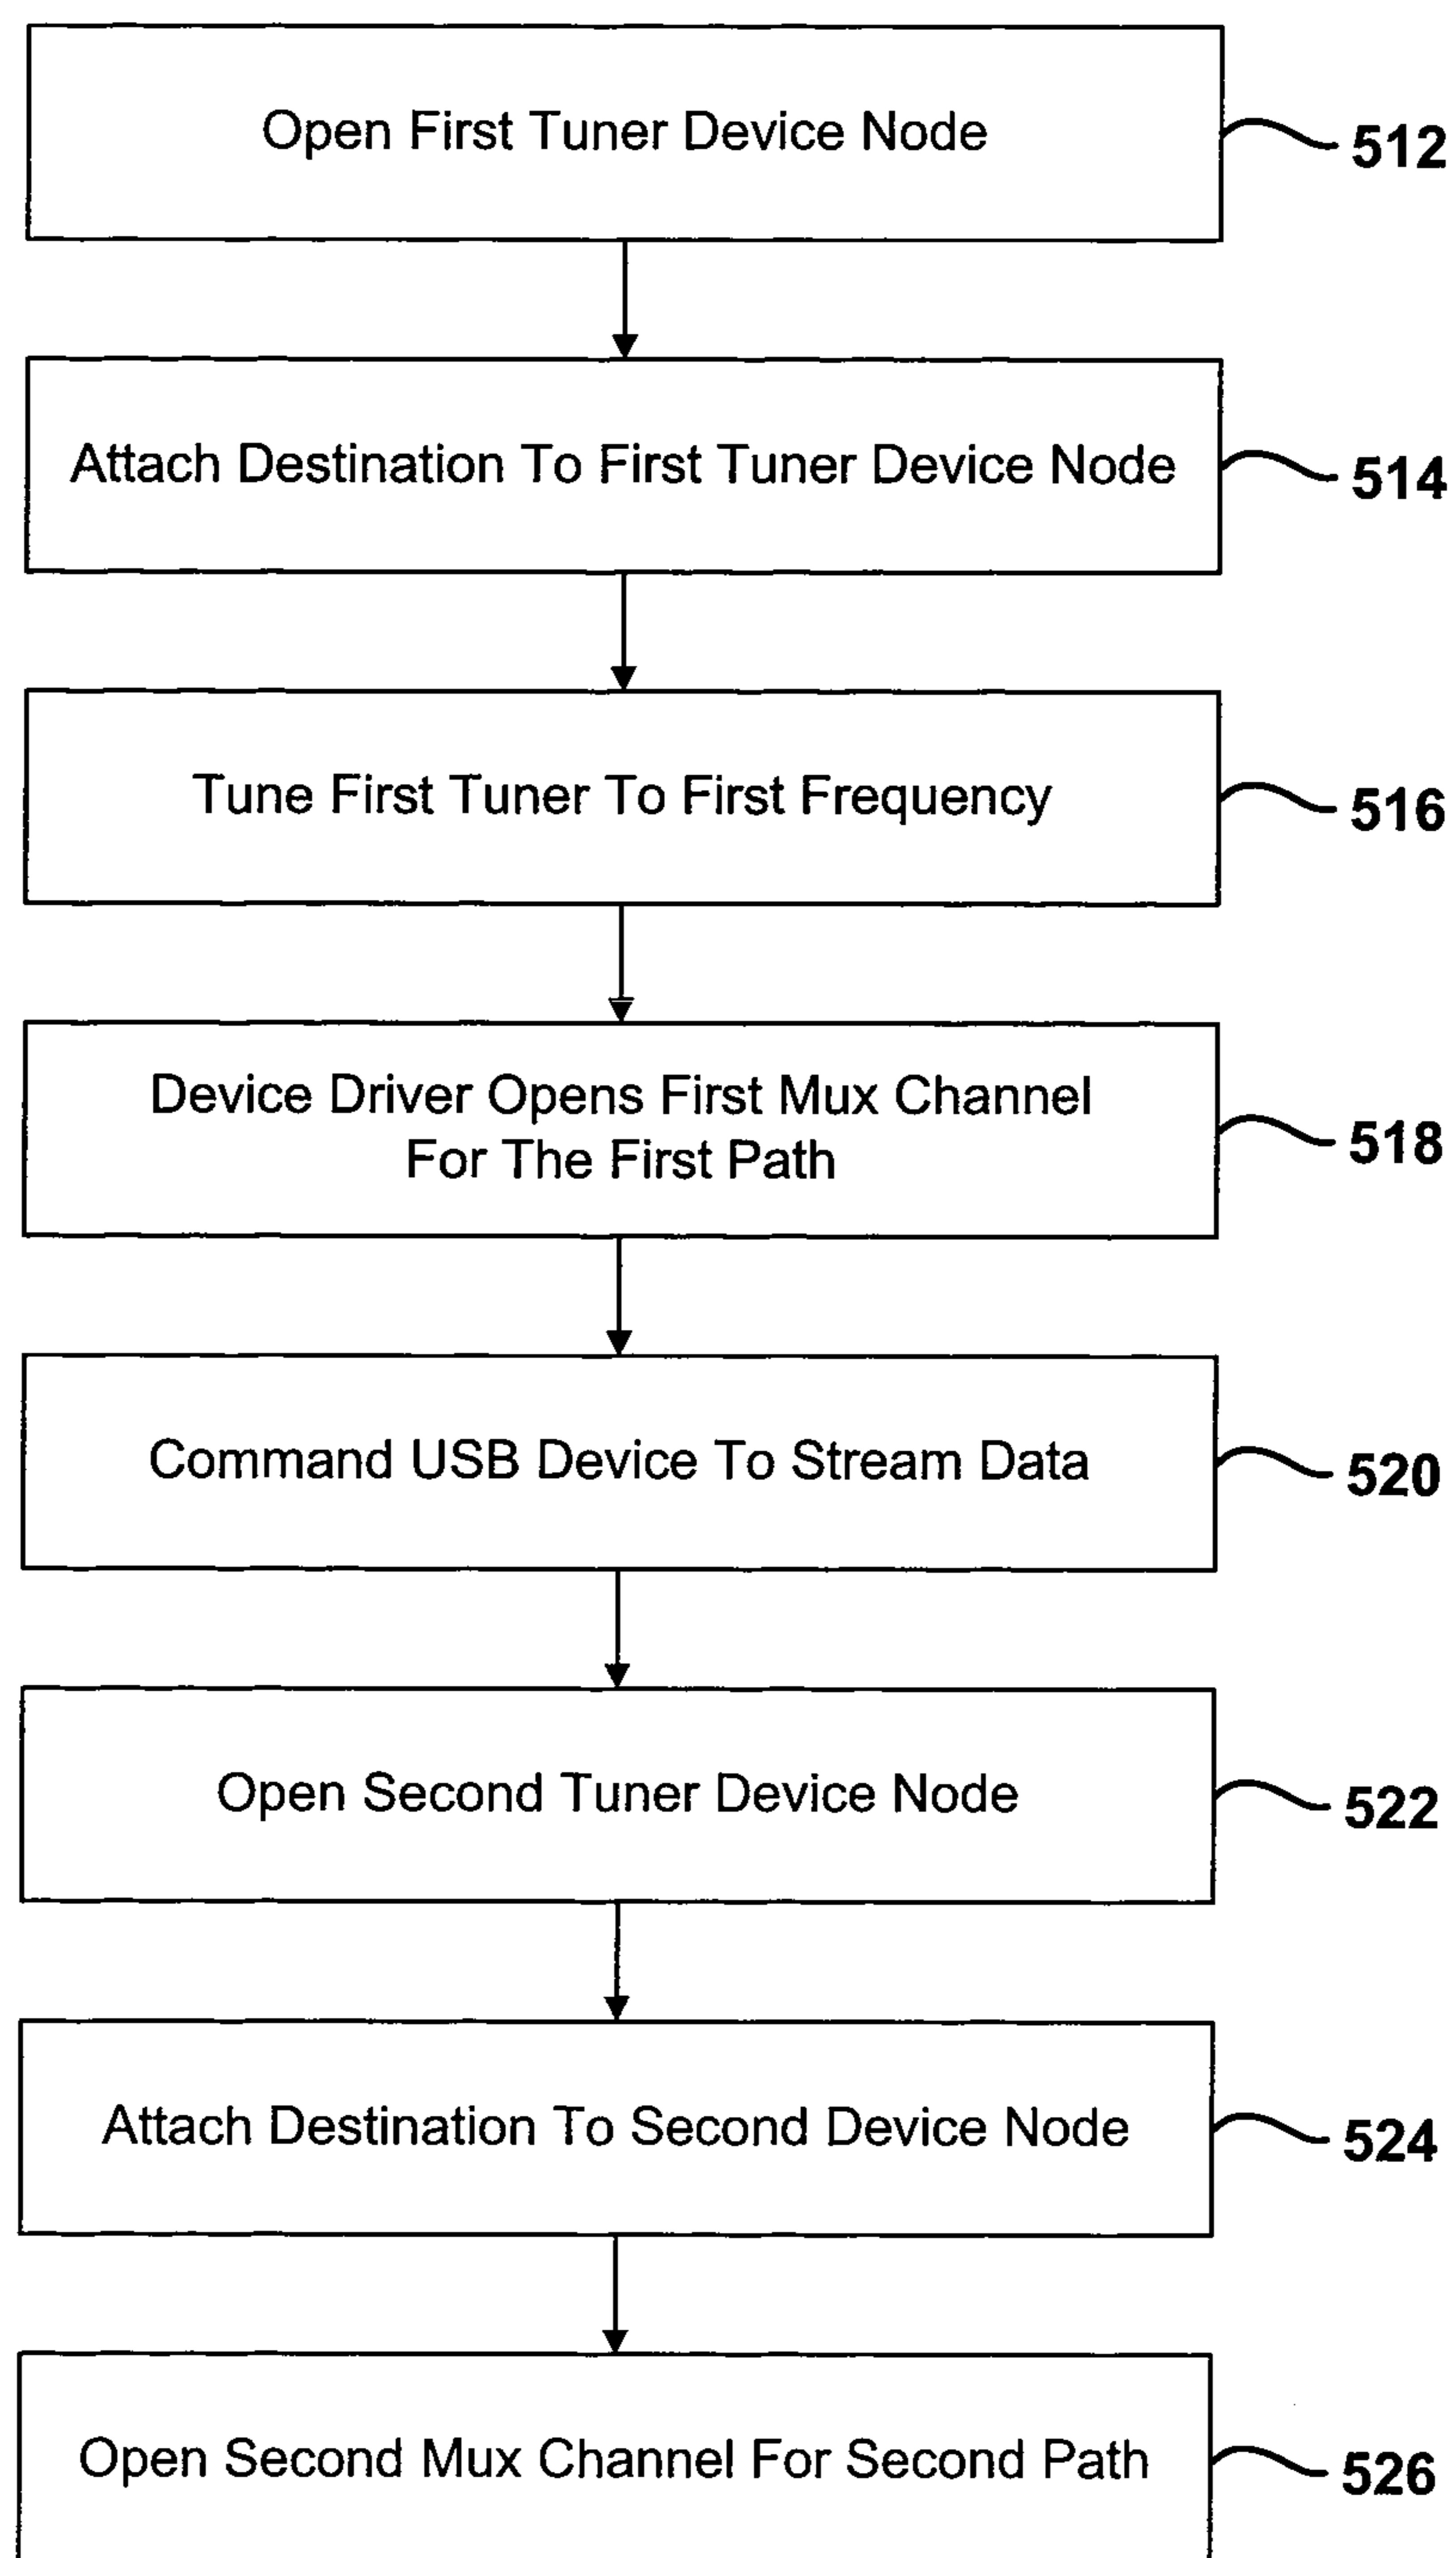 Open First Tuner Device Node
512
Attach Destination To First Tuner Device Node
514
Tune First Tuner To First Frequency
516
Device Driver Opens First Mux Channel
For The First Path
518
Command USB Device To Stream Data
520
Open Second Tuner Device Node
522
Attach Destination To Second Device Node
524
Open Second Mux Channel For Second Path
526